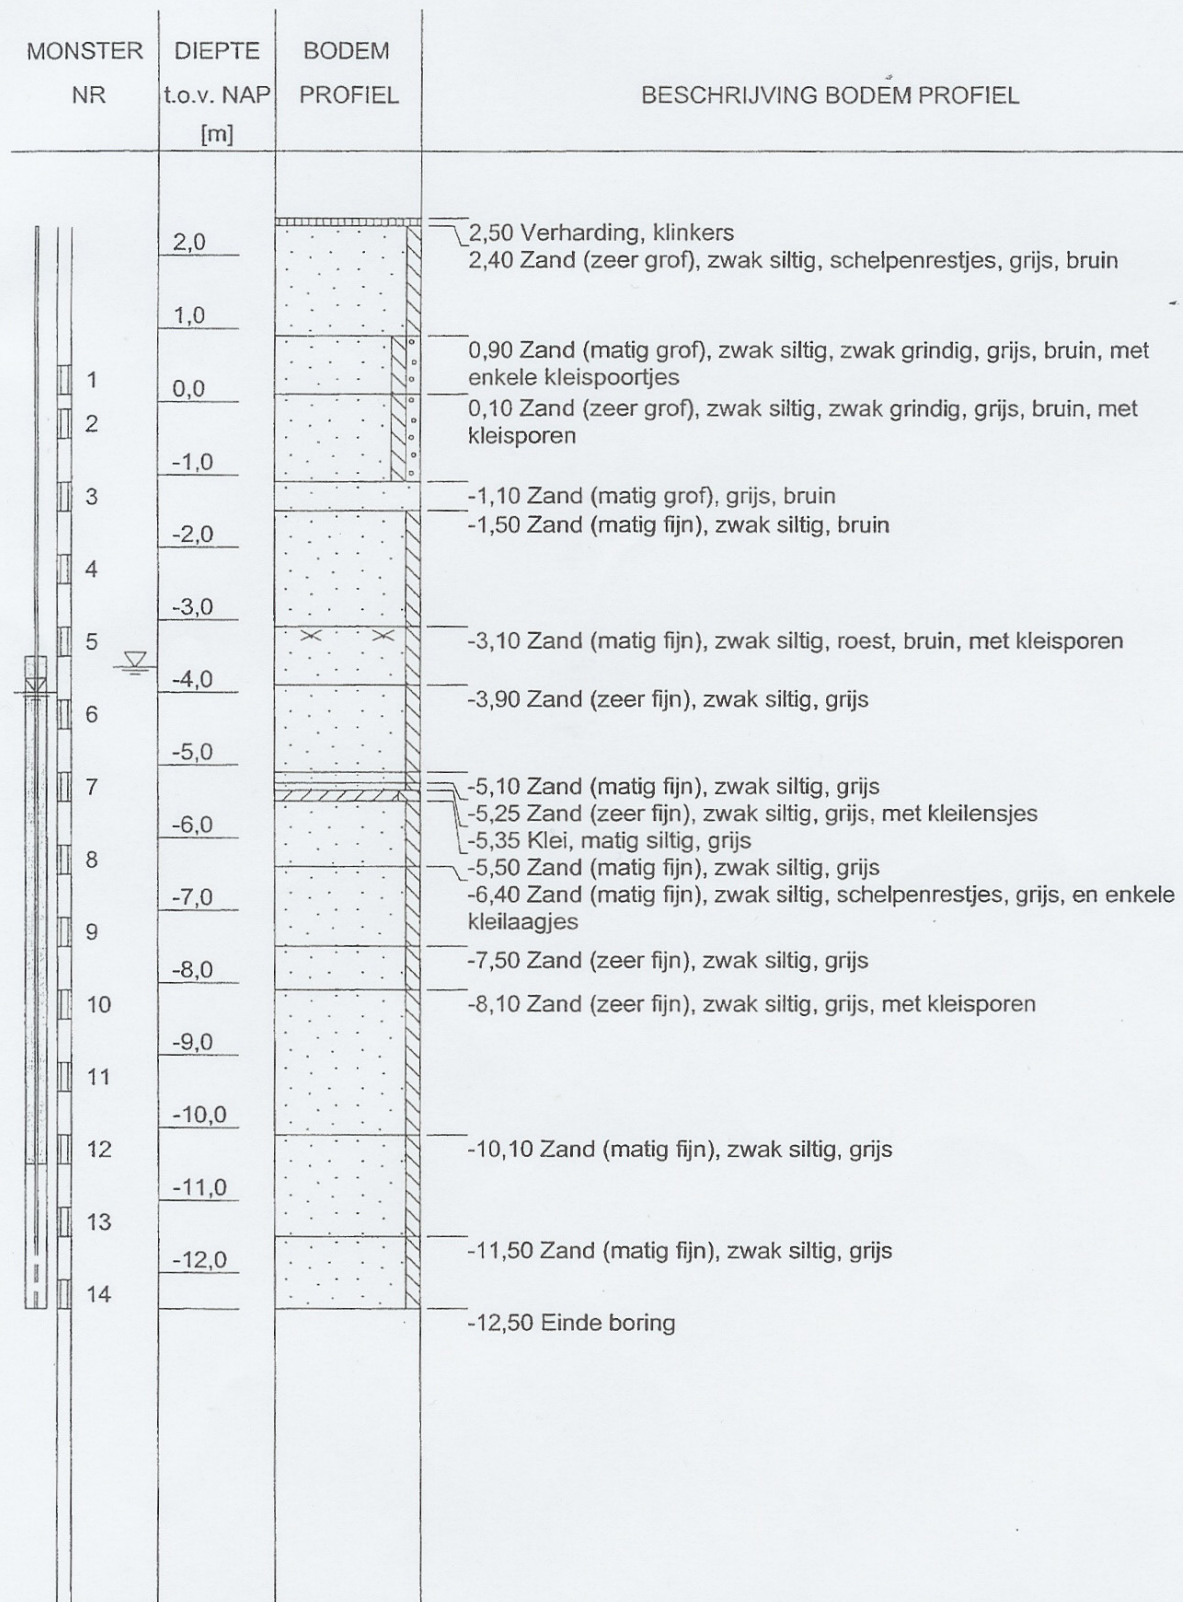 MONSTER DIEPTE BODEM
NR t.o.v. NAP PROFIEL BESCHRIJVING BODEM PROFIEL
[m]
2,50 Verharding, klinkers
2,0
2,40 Zand (zeer grof), zwak siltig, schelpenrestjes, grijs, bruin
1,0
0,90 Zand (matig grof), zwak siltig, zwak grindig, grijs, bruin, met
enkele kleispoortjes
1
0,0
0,10 Zand (zeer grof), zwak siltig, zwak grindig, grijs, bruin, met
2
kleisporen
-1,0
3
-1,10 Zand (matig grof), grijs, bruin
-1,50 Zand (matig fijn), zwak siltig, bruin
-2,0
4
-3,0
5
-3,10 Zand (matig fijn), zwak siltig, roest, bruin, met kleisporen
-4,0
-3,90 Zand (zeer fijn), zwak siltig, grijs
6
-5,0
7
-5,10 Zand (matig fijn), zwak siltig, grijs
-5,25 Zand (zeer fijn), zwak siltig, grijs, met kleilensjes
-6,0
-5,35 Klei, matig siltig, grijs
8
-5,50 Zand (matig fijn), zwak siltig, grijs
-7,0
-6,40 Zand (matig fijn), zwak siltig, schelpenrestjes, grijs, en enkele
kleilaagjes
9
-7,50 Zand (zeer fijn), zwak siltig, grijs
-8,0
10
-8,10 Zand (zeer fijn), zwak siltig, grijs, met kleisporen
-9,0
11
-10,0
12
-10,10 Zand (matig fijn), zwak siltig, grijs
-11,0
13
-11,50 Zand (matig fijn), zwak siltig, grijs
-12,0
14
-12,50 Einde boring